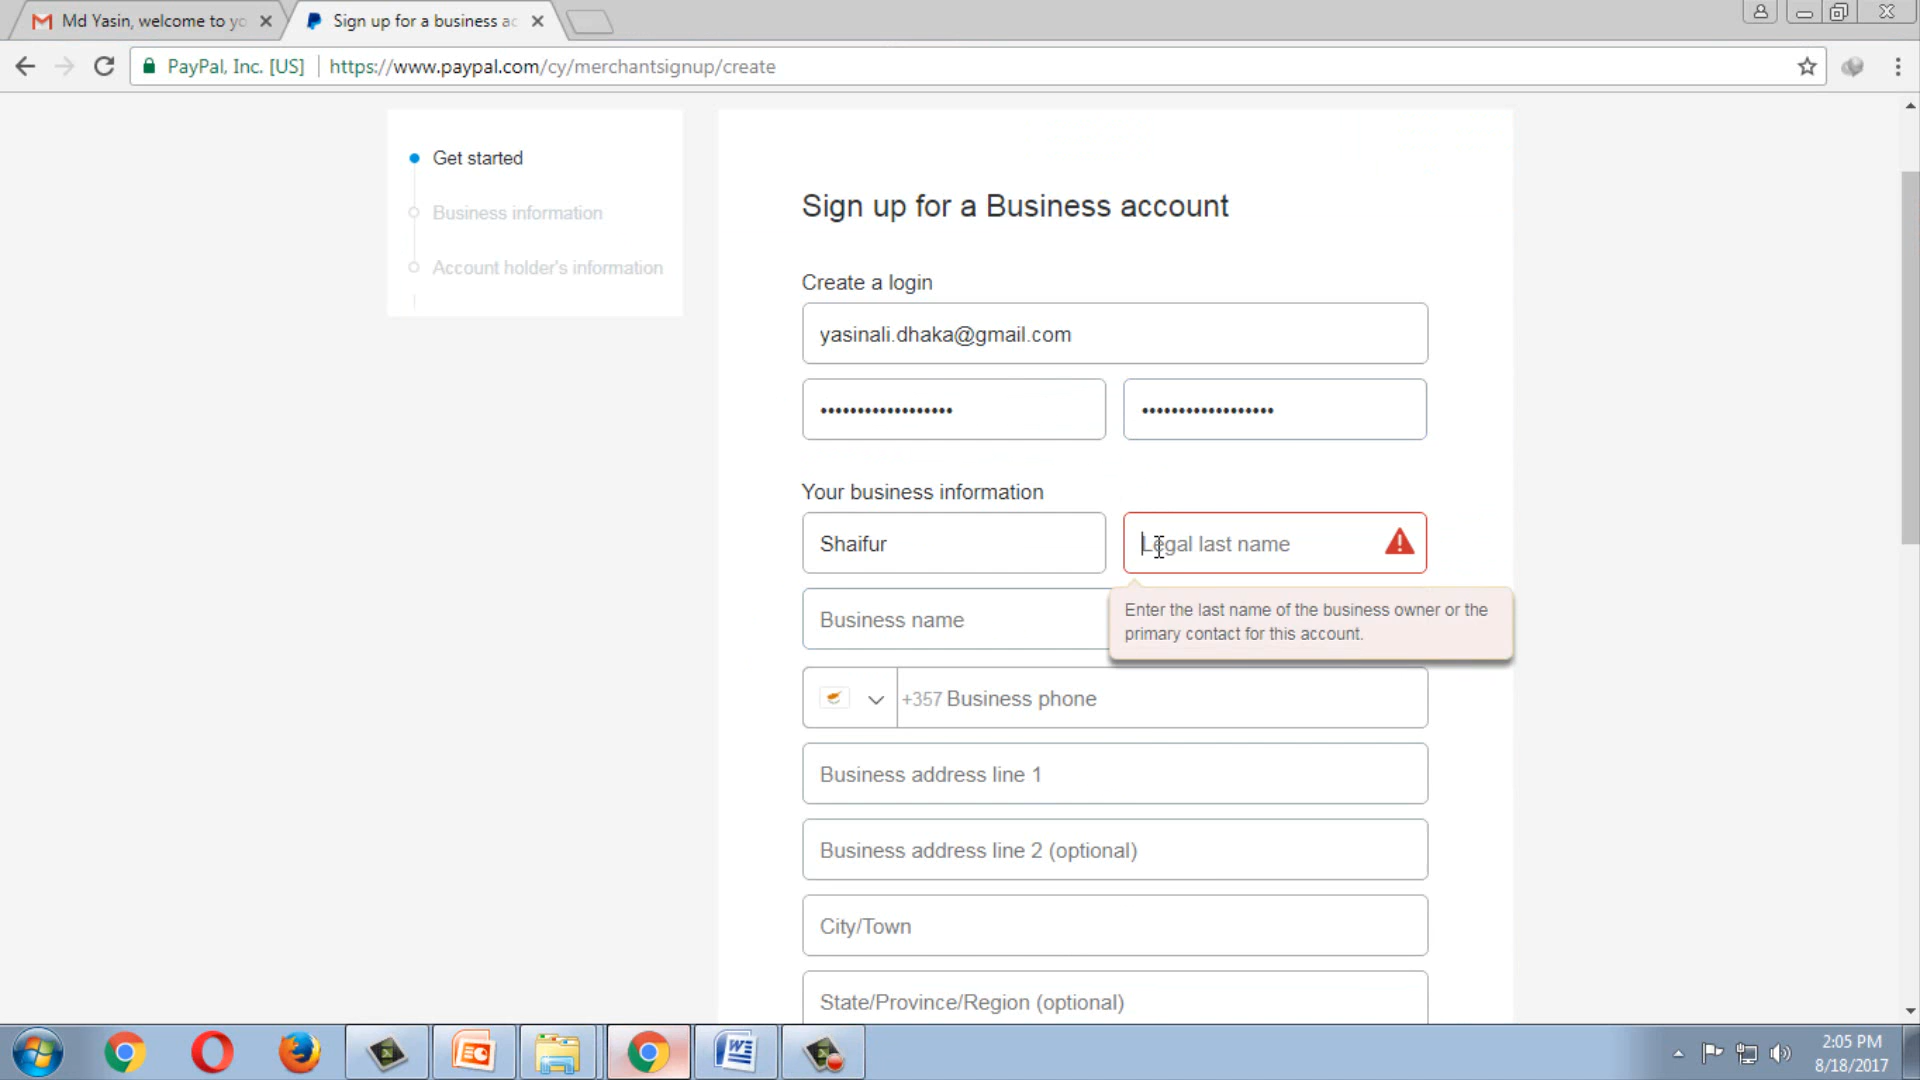 Md Yasin, welcome to yo
Sign up for a business ac
PayPal, Inc. [US]
https://www.paypal.com/cy/merchantsignup/create
Get started
Business information
Account holder's information
Sign up for a Business account
Create a login
yasinali.dhaka@gmail.com
••••••••••••••••••
••••••••••••••••••
Your business information
Shaifur
Legal last name
Business name
Enter the last name of the business owner or the
primary contact for this account.
+357 Business phone
Business address line 1
Business address line 2 (optional)
City/Town
State/Province/Region (optional)
2:05 PM
8/18/2017